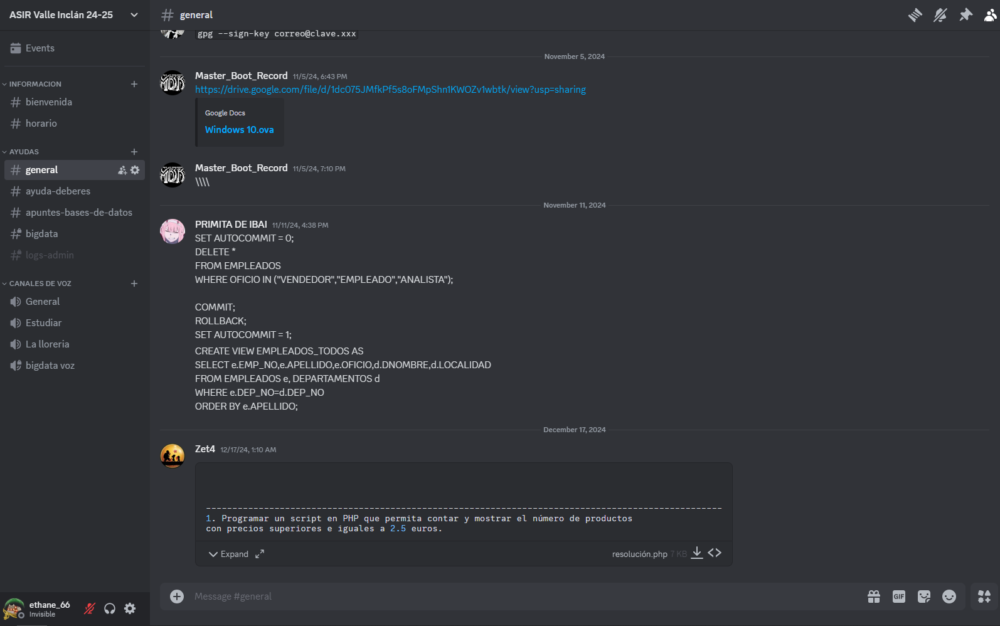 ASIR Valle Inclán 24-25
Events
INFORMACION
bienvenida
horario
AYUDAS
general
ayuda-deberes
apuntes-bases-de-datos
bigdata
logs-admin
CANALES DE VOZ
General
Estudiar
La lloreria
bigdata voz
ethane_66
Invisible
general
gpg --sign-key correo@clave.xxx
November 5, 2024
Master_Boot_Record 11/5/24, 6:43 PM
https://drive.google.com/file/d/1dc075JMfkPf5s8oFMpShn1KWOZv1wbtk/view?usp=sharing
Google Docs
Windows 10.ova
Master_Boot_Record 11/5/24, 7:10 PM
\\\\
November 11, 2024
PRIMITA DE IBAI 11/11/24, 4:38 PM
SET AUTOCOMMIT = 0;
DELETE *
FROM EMPLEADOS
WHERE OFICIO IN ("VENDEDOR","EMPLEADO","ANALISTA");
COMMIT;
ROLLBACK;
SET AUTOCOMMIT = 1;
CREATE VIEW EMPLEADOS_TODOS AS
SELECT e.EMP_NO,e.APELLIDO,e.OFICIO,d.DNOMBRE,d.LOCALIDAD
FROM EMPLEADOS e, DEPARTAMENTOS d
WHERE e.DEP_NO=d.DEP_NO
ORDER BY e.APELLIDO;
December 17, 2024
Zet4 12/17/24, 1:10 AM
--------------------------------------------------------------------------------------------------
1. Programar un script en PHP que permita contar y mostrar el número de productos
con precios superiores e iguales a 2.5 euros.
Expand
resolución.php 7 KB
Message #general
GIF